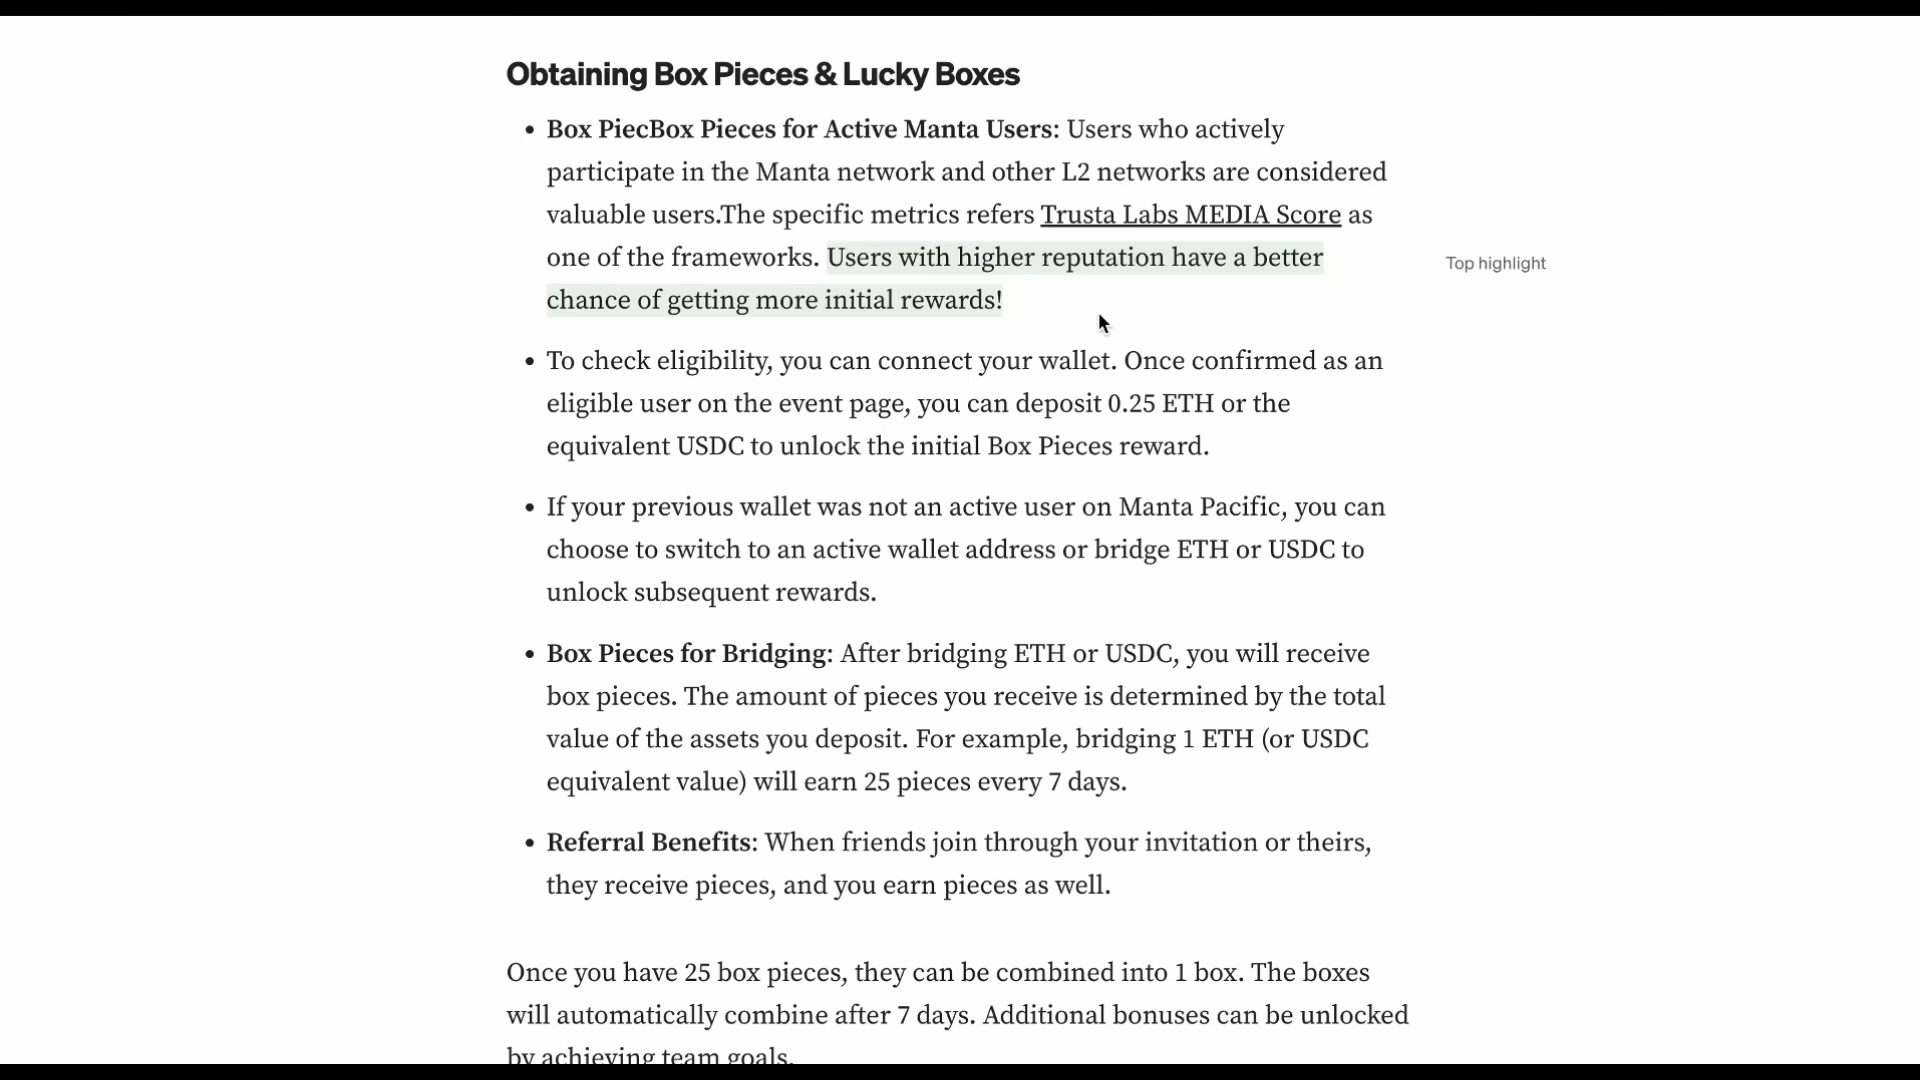 Obtaining Box Pieces & Lucky Boxes
• Box PiecBox Pieces for Active Manta Users: Users who actively
participate in the Manta network and other L2 networks are considered
valuable users.The specific metrics refers Trusta Labs MEDIA Score as
one of the frameworks. Users with higher reputation have a better
Top highlight
chance of getting more initial rewards!
• To check eligibility, you can connect your wallet. Once confirmed as an
eligible user on the event page, you can deposit 0.25 ETH or the
equivalent USDC to unlock the initial Box Pieces reward.
• If your previous wallet was not an active user on Manta Pacific, you can
choose to switch to an active wallet address or bridge ETH or USDC to
unlock subsequent rewards.
• Box Pieces for Bridging: After bridging ETH or USDC, you will receive
box pieces. The amount of pieces you receive is determined by the total
value of the assets you deposit. For example, bridging 1 ETH (or USDC
equivalent value) will earn 25 pieces every 7 days.
• Referral Benefits: When friends join through your invitation or theirs,
they receive pieces, and you earn pieces as well.
Once you have 25 box pieces, they can be combined into 1 box. The boxes
will automatically combine after 7 days. Additional bonuses can be unlocked
by achieving team goals.